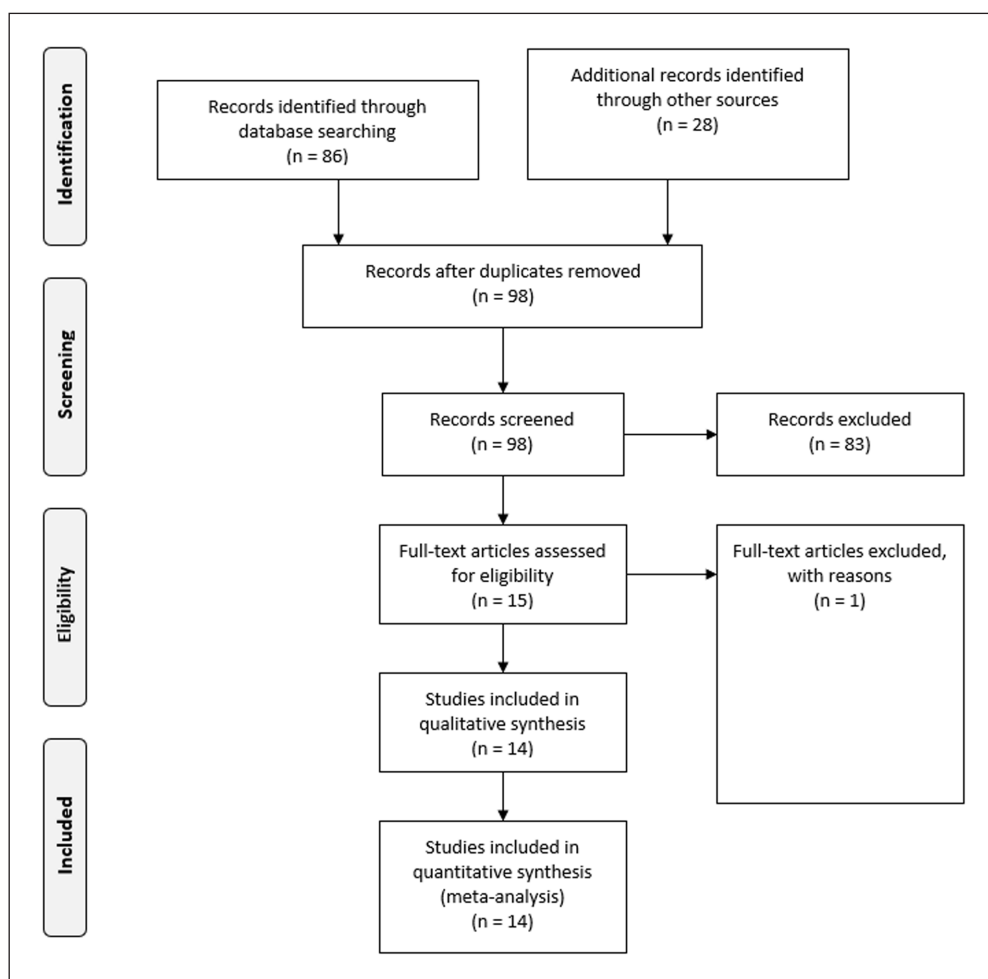 Identification
Records identified through
database searching
(n = 86)
Additional records identified
through other sources
(n = 28)
Records after duplicates removed
(n = 98)
Screening
Records screened
(n = 98)
Records excluded
(n = 83)
Eligibility
Full-text articles assessed
for eligibility
(n = 15)
Full-text articles excluded,
with reasons
(n = 1)
Studies included in
qualitative synthesis
(n = 14)
Included
Studies included in
quantitative synthesis
(meta-analysis)
(n = 14)